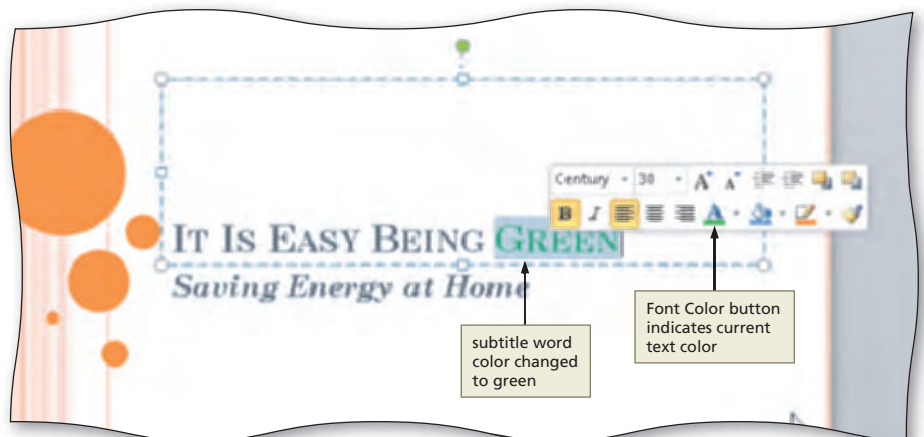 Century 30 A A
B I A
IT IS EASY BEING GREEN
Saving Energy at Home
subtitle word
color changed
to green
Font Color button
indicates current
text color